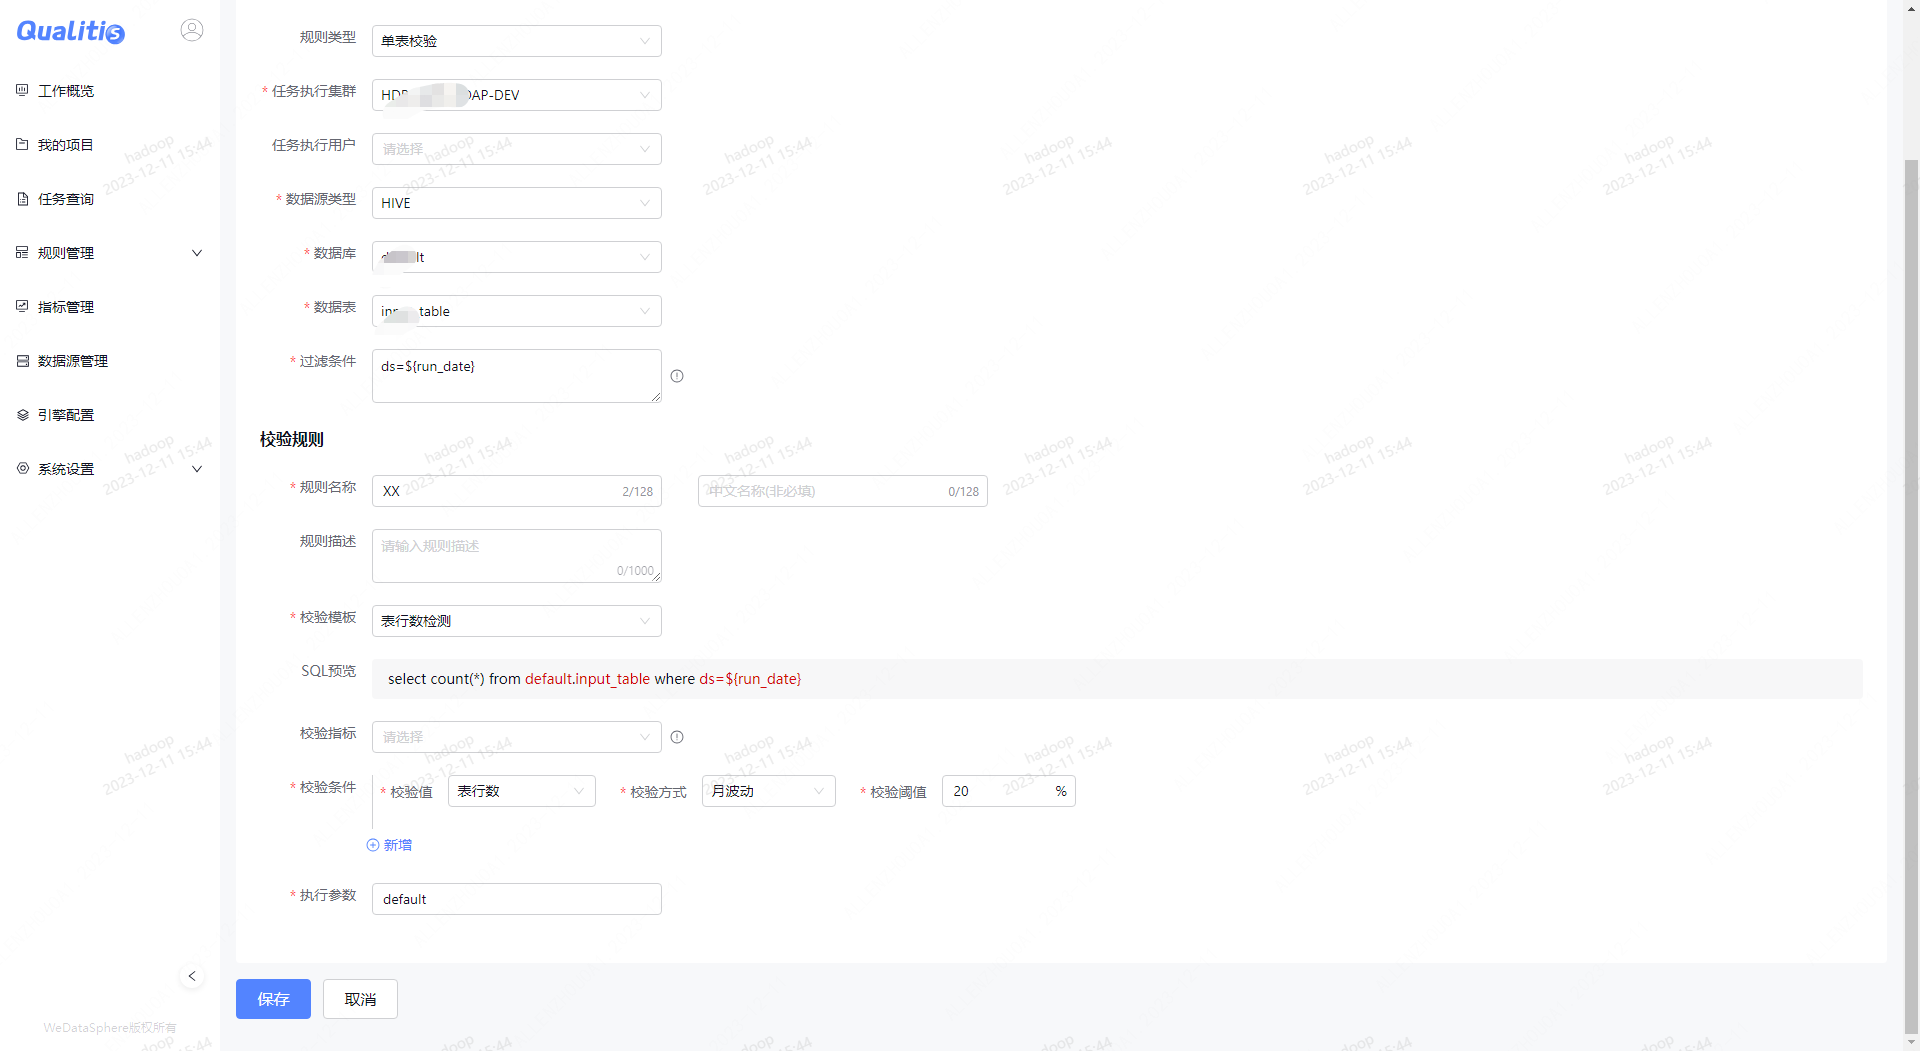 Qualitis
工作概览
我的项目
任务查询
规则管理
指标管理
数据源管理
引擎配置
系统设置
WeDataSphere版权所有
规则类型 单表校验
* 任务执行集群 AP-DEV
任务执行用户 请选择
* 数据源类型 HIVE
* 数据库
* 数据表 table
* 过滤条件 ds=${run_date}
校验规则
* 规则名称 XX 2/128 中文名称(非必填) 0/128
规则描述 请输入规则描述 0/1000
* 校验模板 表行数检测
SQL预览 select count(*) from default.input_table where ds=${run_date}
校验指标 请选择
* 校验条件 * 校验值 表行数 * 校验方式 月波动 * 校验阈值 20 %
新增
* 执行参数 default
保存 取消
hadoop
2023-12-11 15:44